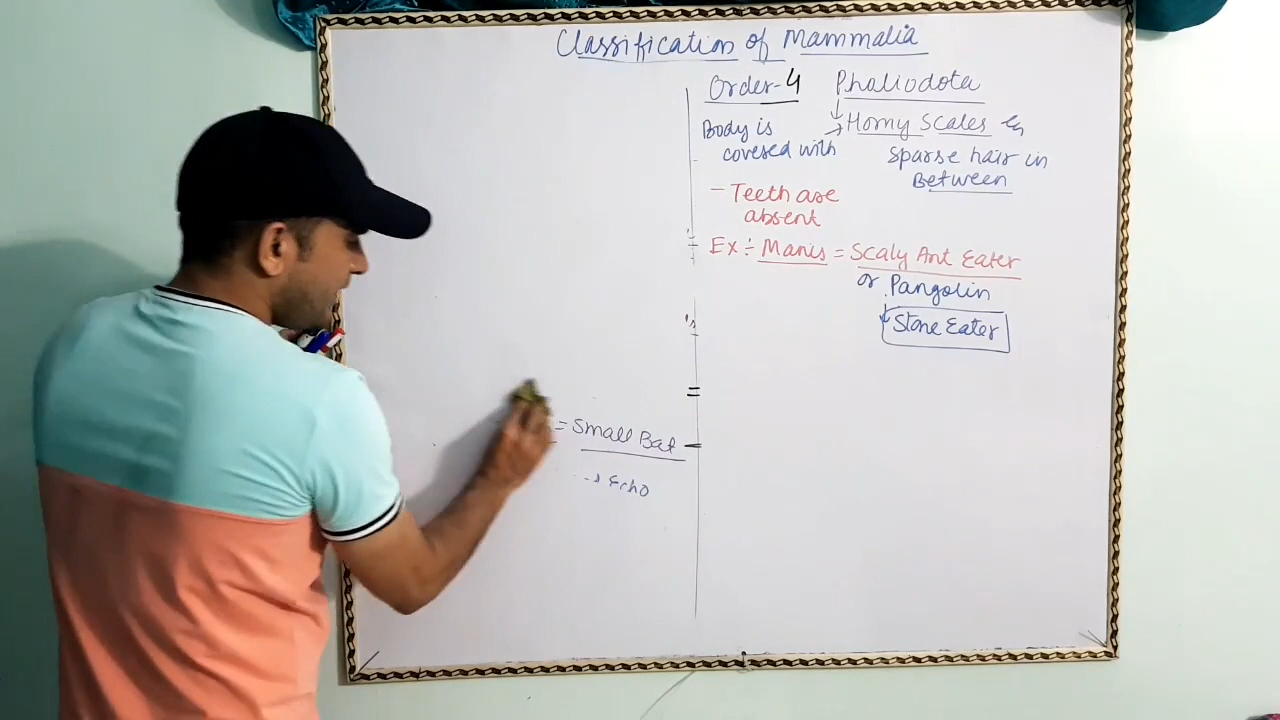 Classification of Mammalia
Order-4 Phaliodota
Body is covered with → Horny Scales
Sparse hair in
Between
- Teeth are
absent
Ex ÷ Manis = Scaly Ant Eater
or Pangolin
Stone Eater
= Small Bat
→ Echo